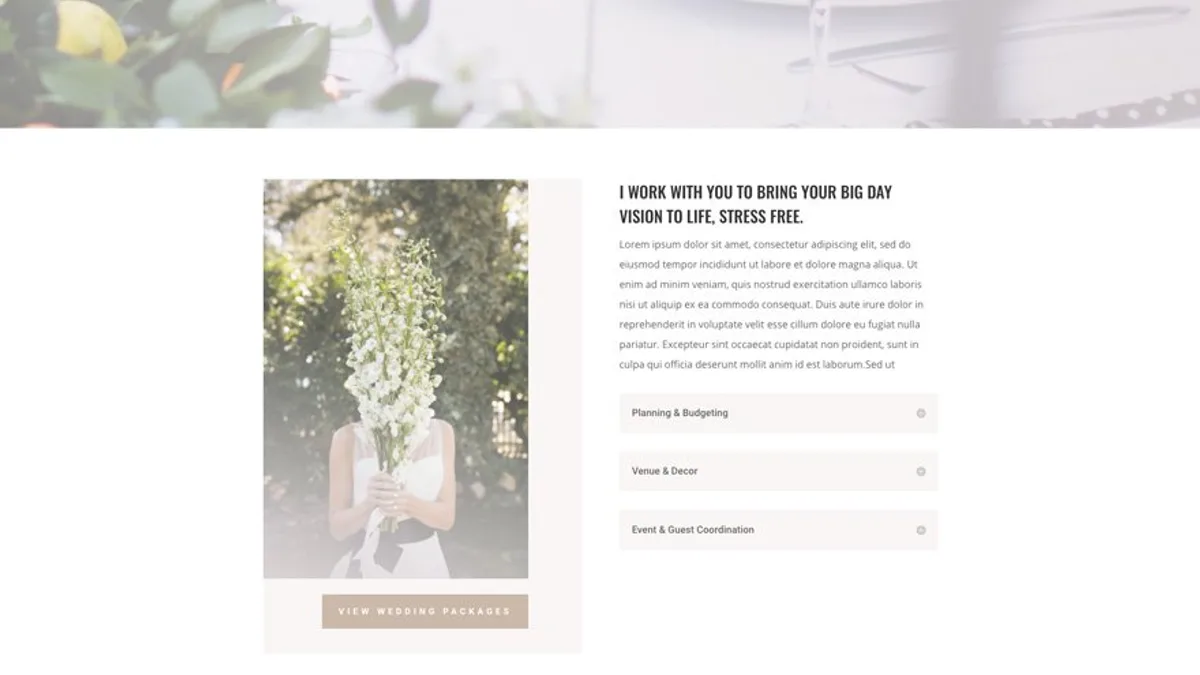 I WORK WITH YOU TO BRING YOUR BIG DAY
VISION TO LIFE, STRESS FREE.
Lorem ipsum dolor sit amet, consectetur adipiscing elit, sed do
eiusmod tempor incididunt ut labore et dolore magna aliqua. Ut
enim ad minim veniam, quis nostrud exercitation ullamco laboris
nisi ut aliquip ex ea commodo consequat. Duis aute irure dolor in
reprehenderit in voluptate velit esse cillum dolore eu fugiat nulla
pariatur. Excepteur sint occaecat cupidatat non proident, sunt in
culpa qui officia deserunt mollit anim id est laborum.Sed ut
Planning & Budgeting
Venue & Decor
Event & Guest Coordination
VIEW WEDDING PACKAGES